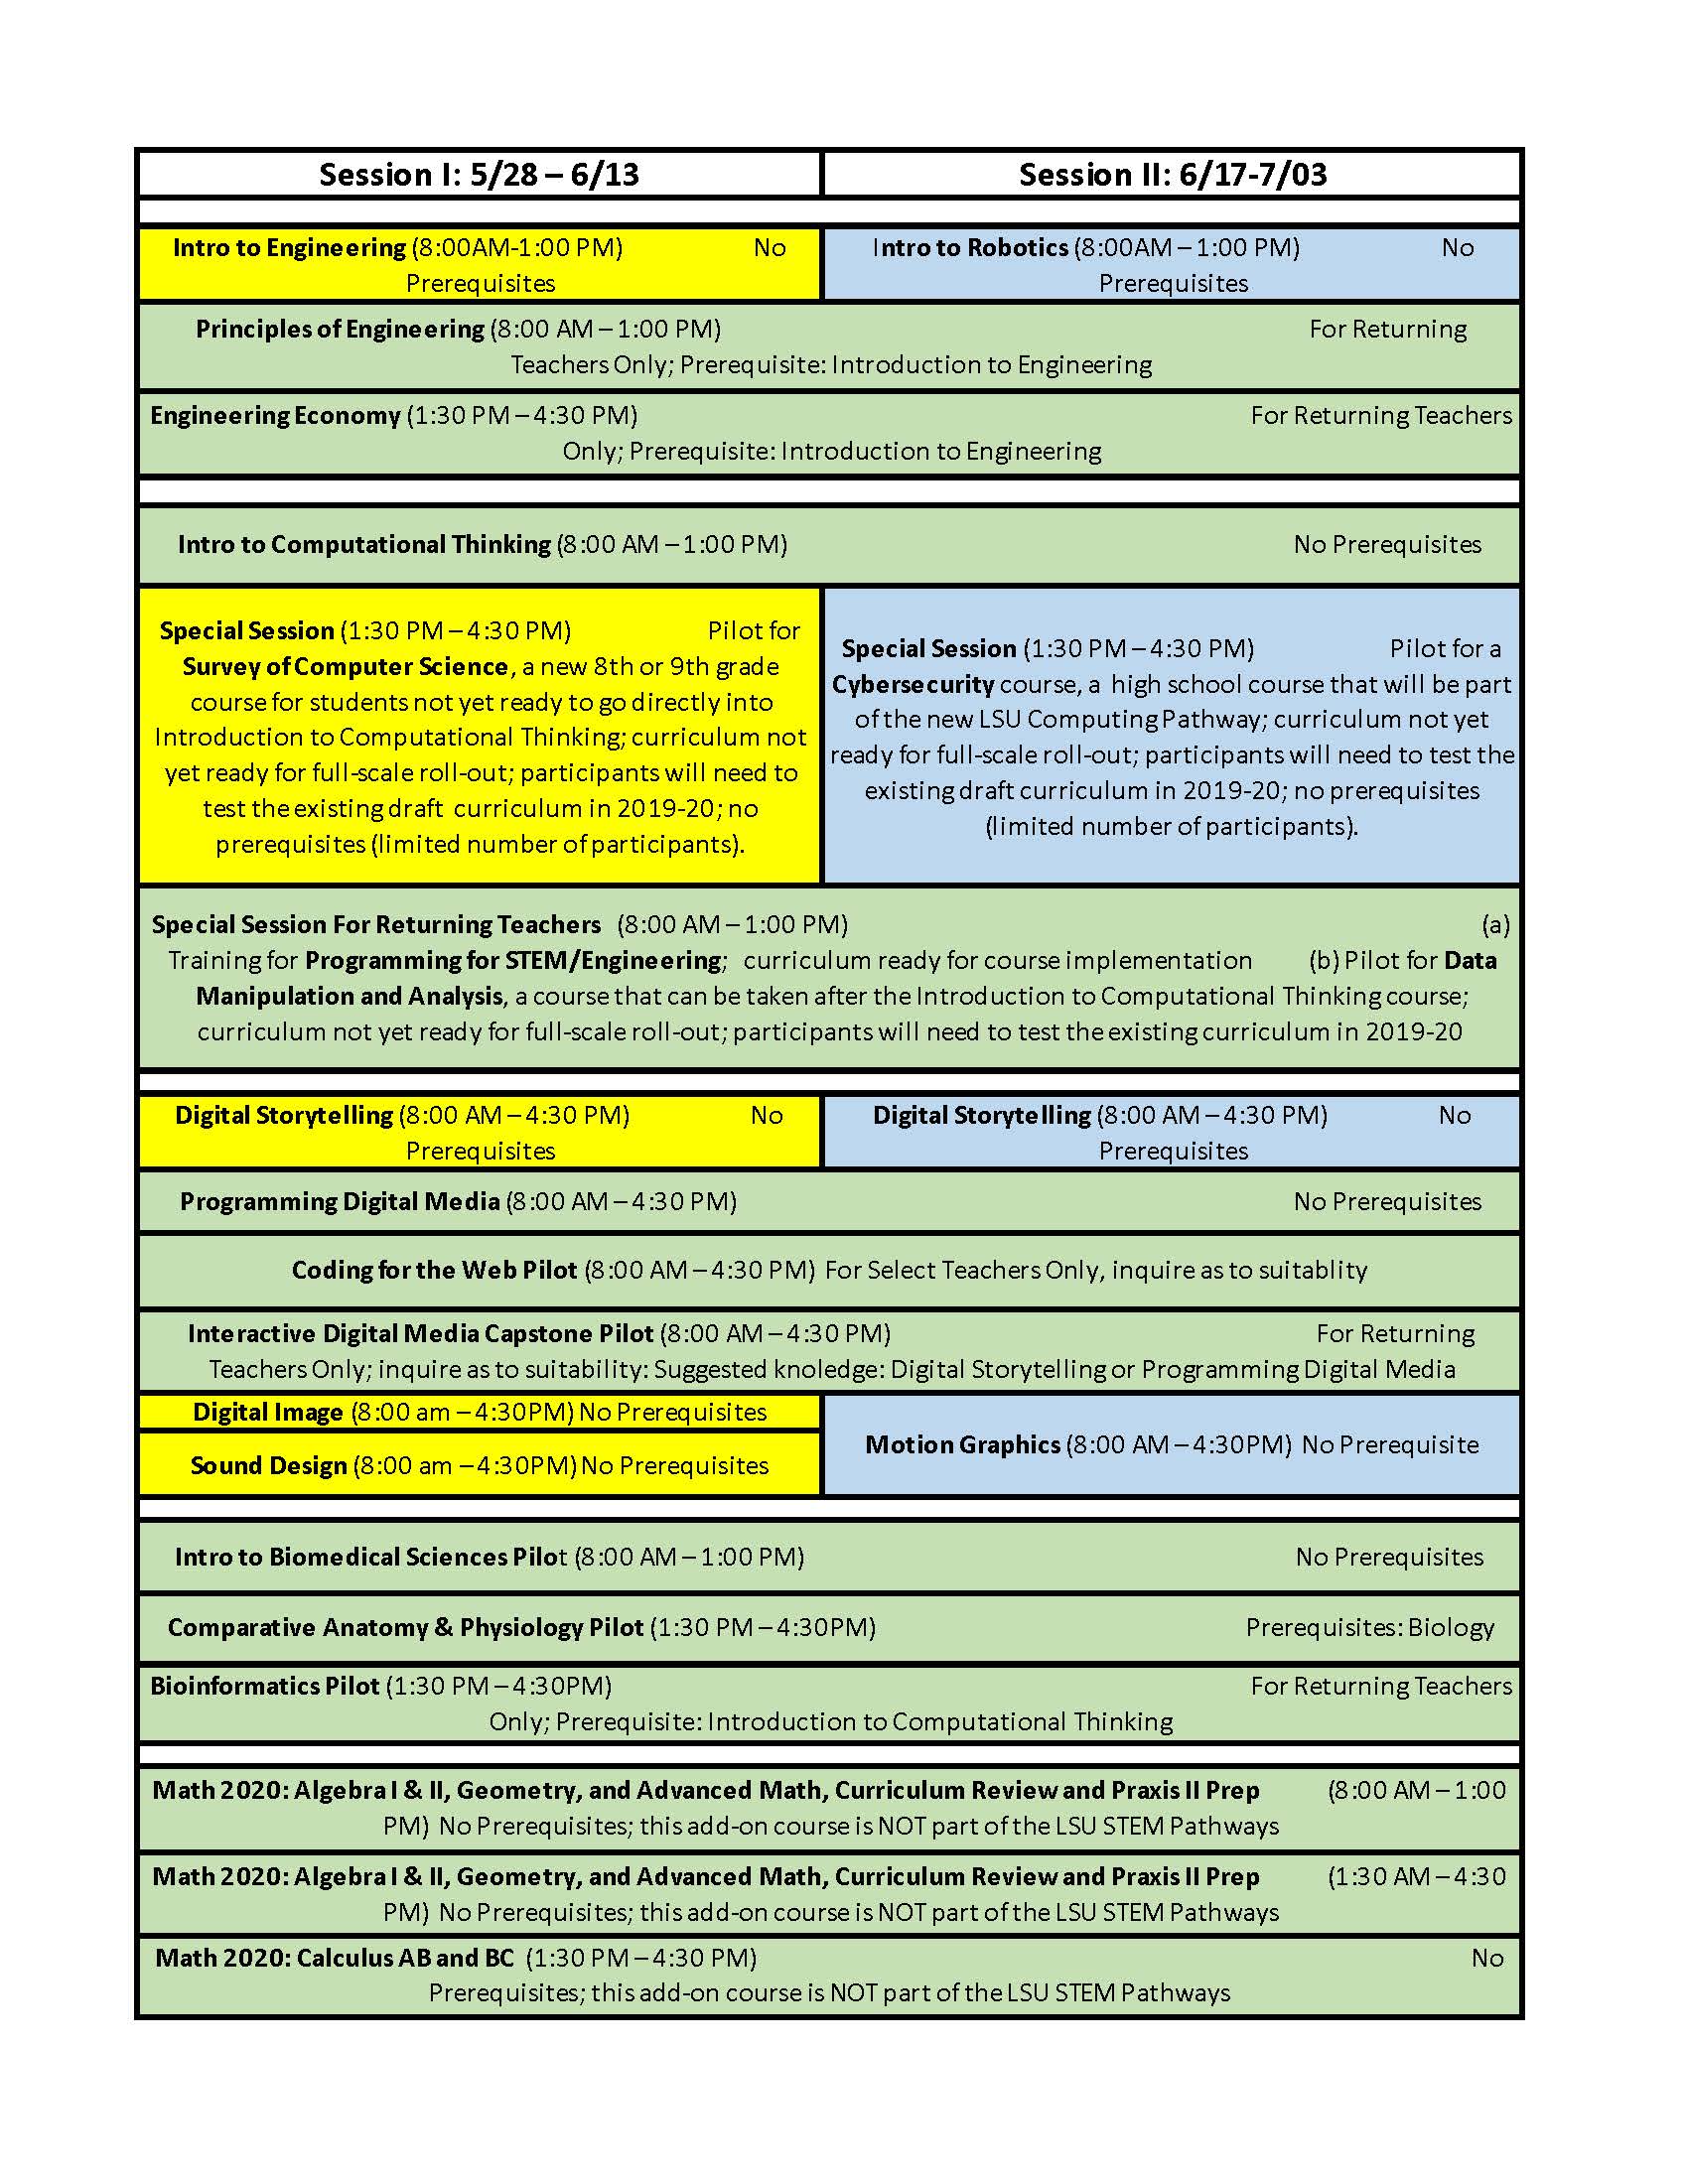 Session I: 5/28 – 6/13
Session II: 6/17-7/03
Intro to Engineering (8:00AM-1:00 PM) No
Prerequisites
Intro to Robotics (8:00AM – 1:00 PM) No
Prerequisites
Principles of Engineering (8:00 AM – 1:00 PM) For Returning
Teachers Only; Prerequisite: Introduction to Engineering
Engineering Economy (1:30 PM – 4:30 PM) For Returning Teachers
Only; Prerequisite: Introduction to Engineering
Intro to Computational Thinking (8:00 AM – 1:00 PM) No Prerequisites
Special Session (1:30 PM – 4:30 PM) Pilot for
Survey of Computer Science, a new 8th or 9th grade
course for students not yet ready to go directly into
Introduction to Computational Thinking; curriculum not
yet ready for full-scale roll-out; participants will need to
test the existing draft curriculum in 2019-20; no
prerequisites (limited number of participants).
Special Session (1:30 PM – 4:30 PM) Pilot for a
Cybersecurity course, a high school course that will be part
of the new LSU Computing Pathway; curriculum not yet
ready for full-scale roll-out; participants will need to test the
existing draft curriculum in 2019-20; no prerequisites
(limited number of participants).
Special Session For Returning Teachers (8:00 AM – 1:00 PM) (a)
Training for Programming for STEM/Engineering; curriculum ready for course implementation (b) Pilot for Data
Manipulation and Analysis, a course that can be taken after the Introduction to Computational Thinking course;
curriculum not yet ready for full-scale roll-out; participants will need to test the existing curriculum in 2019-20
Digital Storytelling (8:00 AM – 4:30 PM) No
Prerequisites
Digital Storytelling (8:00 AM – 4:30 PM) No
Prerequisites
Programming Digital Media (8:00 AM – 4:30 PM) No Prerequisites
Coding for the Web Pilot (8:00 AM – 4:30 PM) For Select Teachers Only, inquire as to suitablity
Interactive Digital Media Capstone Pilot (8:00 AM – 4:30 PM) For Returning
Teachers Only; inquire as to suitability: Suggested knoledge: Digital Storytelling or Programming Digital Media
Digital Image (8:00 am – 4:30PM) No Prerequisites
Sound Design (8:00 am – 4:30PM) No Prerequisites
Motion Graphics (8:00 AM – 4:30PM) No Prerequisite
Intro to Biomedical Sciences Pilot (8:00 AM – 1:00 PM) No Prerequisites
Comparative Anatomy & Physiology Pilot (1:30 PM – 4:30PM) Prerequisites: Biology
Bioinformatics Pilot (1:30 PM – 4:30PM) For Returning Teachers
Only; Prerequisite: Introduction to Computational Thinking
Math 2020: Algebra I & II, Geometry, and Advanced Math, Curriculum Review and Praxis II Prep (8:00 AM – 1:00
PM) No Prerequisites; this add-on course is NOT part of the LSU STEM Pathways
Math 2020: Algebra I & II, Geometry, and Advanced Math, Curriculum Review and Praxis II Prep (1:30 AM – 4:30
PM) No Prerequisites; this add-on course is NOT part of the LSU STEM Pathways
Math 2020: Calculus AB and BC (1:30 PM – 4:30 PM) No
Prerequisites; this add-on course is NOT part of the LSU STEM Pathways